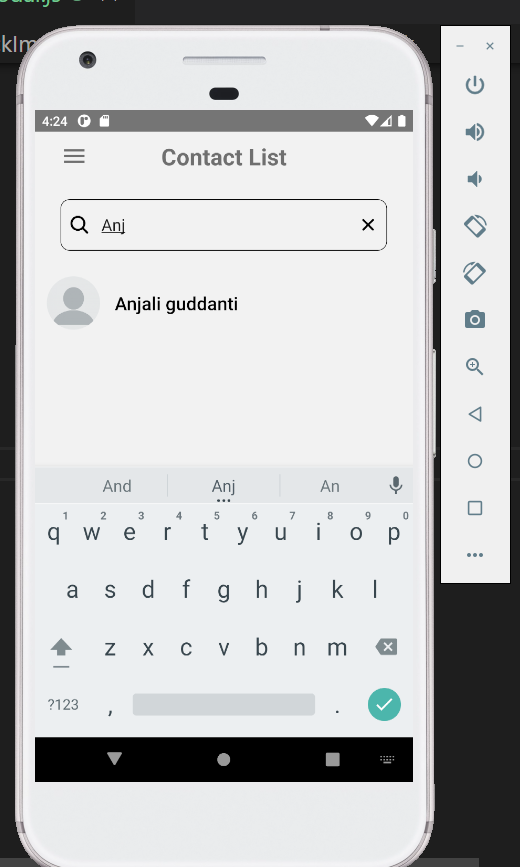 4:24
Contact List
Anj
Anjali guddanti
And Anj An
1 2 3 4 5 6 7 8 9 0
q w e r t y u i o p
a s d f g h j k l
z x c v b n m
?123 , .